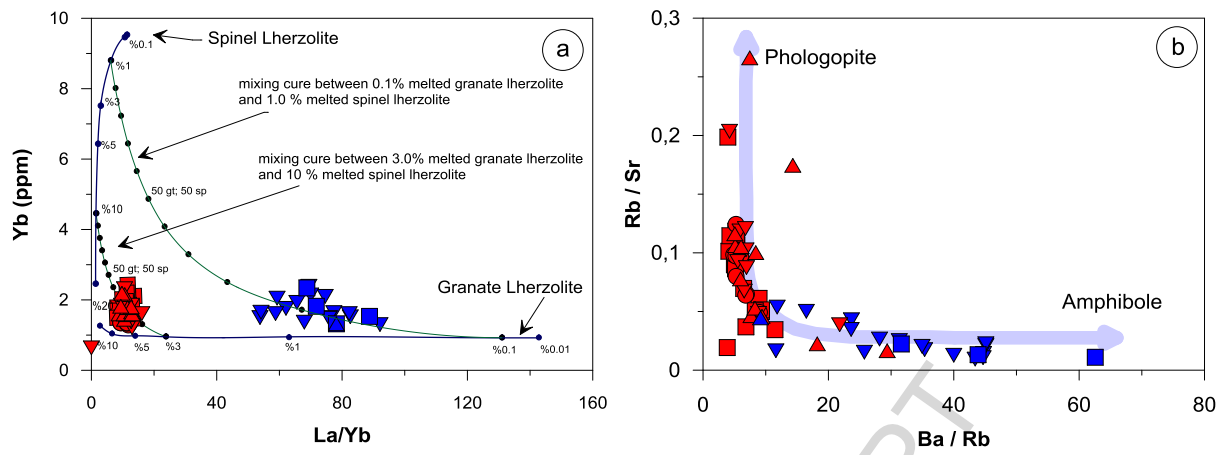 10
8
6
4
2
0
Yb (ppm)
0
40
80
120
160
La/Yb
a
%0.1
Spinel Lherzolite
%1
%3
%5
%10
mixing cure between 0.1% melted granate lherzolite
and 1.0 % melted spinel lherzolite
mixing cure between 3.0% melted granate lherzolite
and 10 % melted spinel lherzolite
50 gt; 50 sp
50 gt; 50 sp
Granate Lherzolite
%10
%5
%3
%1
%0.1
%0.01
0,3
0,2
0,1
0
Rb / Sr
0
20
40
60
80
Ba / Rb
b
Phologopite
Amphibole
PT